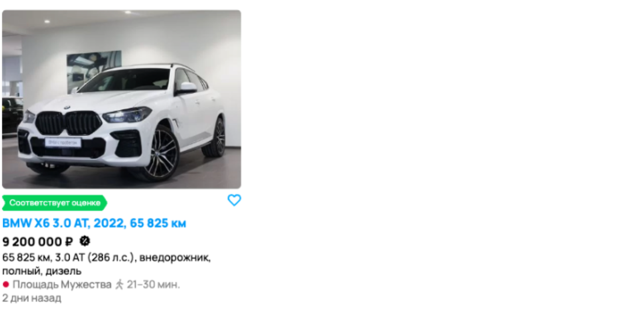 Соответствует оценке
BMW X6 3.0 AT, 2022, 65 825 км
9 200 000 ₽
65 825 км, 3.0 AT (286 л.с.), внедорожник,
полный, дизель
Площадь Мужества 21–30 мин.
2 дня назад